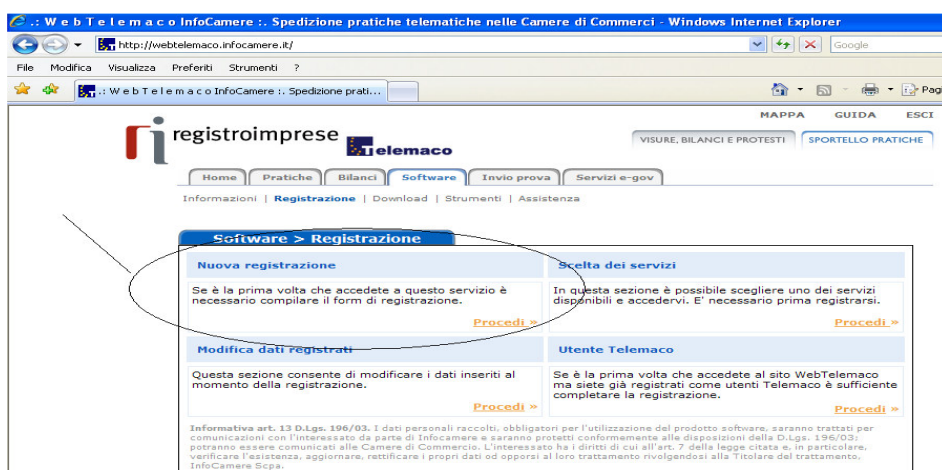 .: W e b T e l e m a c o InfoCamere :. Spedizione pratiche telematiche nelle Camere di Commerci - Windows Internet Explorer
http://webtelemaco.infocamere.it/
Google
File Modifica Visualizza Preferiti Strumenti ?
.: W e b T e l e m a c o InfoCamere :. Spedizione prati...
Pagi
MAPPA GUIDA ESCI
registroimprese Telemaco
VISURE, BILANCI E PROTESTI SPORTELLO PRATICHE
Home Pratiche Bilanci Software Invio prova Servizi e-gov
Informazioni | Registrazione | Download | Strumenti | Assistenza
Software > Registrazione
Nuova registrazione
Se è la prima volta che accedete a questo servizio è
necessario compilare il form di registrazione.
Procedi »
Scelta dei servizi
In questa sezione è possibile scegliere uno dei servizi
disponibili e accedervi. E' necessario prima registrarsi.
Procedi »
Modifica dati registrati
Questa sezione consente di modificare i dati inseriti al
momento della registrazione.
Procedi »
Utente Telemaco
Se è la prima volta che accedete al sito WebTelemaco
ma siete già registrati come utenti Telemaco è sufficiente
completare la registrazione.
Procedi »
Informativa art. 13 D.Lgs. 196/03. I dati personali raccolti, obbligatori per l'utilizzazione del prodotto software, saranno trattati per
comunicazioni con l'interessato da parte di Infocamere e saranno protetti conformemente alle disposizioni della D.Lgs. 196/03;
potranno essere comunicati alle Camere di Commercio. L'interessato ha i diritti di cui all'art. 7 della legge citata e, in particolare,
verificare l'esistenza, aggiornare, rettificare i propri dati od opporsi al loro trattamento rivolgendosi alla Titolare del trattamento,
InfoCamere Scpa.